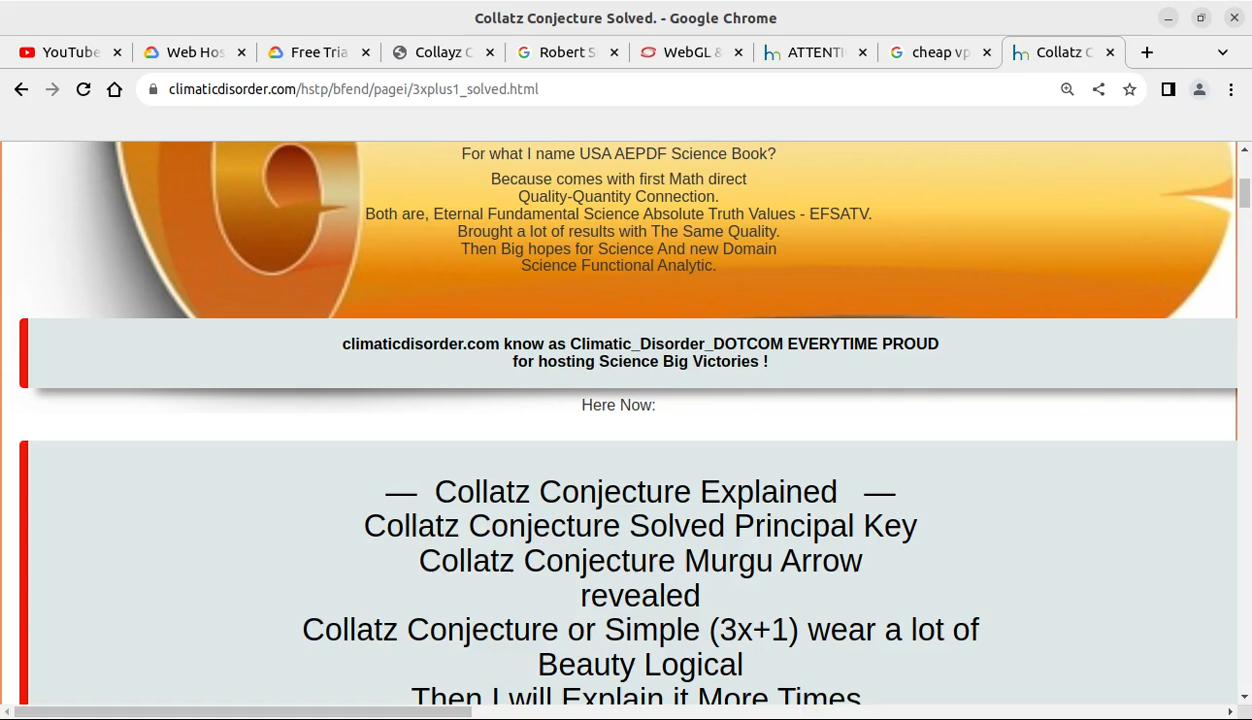 Collatz Conjecture Solved. - Google Chrome
YouTube
Web Hos
Free Tria
Collayz C
Robert S
WebGL &
ATTENTI
cheap vp
Collatz C
climaticdisorder.com/hstp/bfend/pagei/3xplus1_solved.html
For what I name USA AEPDF Science Book?
Because comes with first Math direct
Quality-Quantity Connection.
Both are, Eternal Fundamental Science Absolute Truth Values - EFSATV.
Brought a lot of results with The Same Quality.
Then Big hopes for Science And new Domain
Science Functional Analytic.
climaticdisorder.com know as Climatic_Disorder_DOTCOM EVERYTIME PROUD
for hosting Science Big Victories !
Here Now:
— Collatz Conjecture Explained —
Collatz Conjecture Solved Principal Key
Collatz Conjecture Murgu Arrow
revealed
Collatz Conjecture or Simple (3x+1) wear a lot of
Beauty Logical
Then I will Explain it More Times